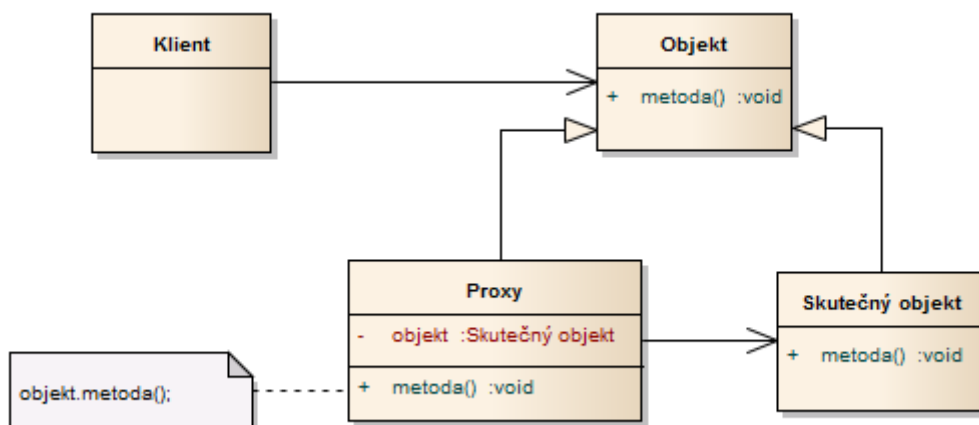 Klient
Objekt
+ metoda() :void
Proxy
- objekt :Skutečný objekt
+ metoda() :void
Skutečný objekt
+ metoda() :void
objekt.metoda();